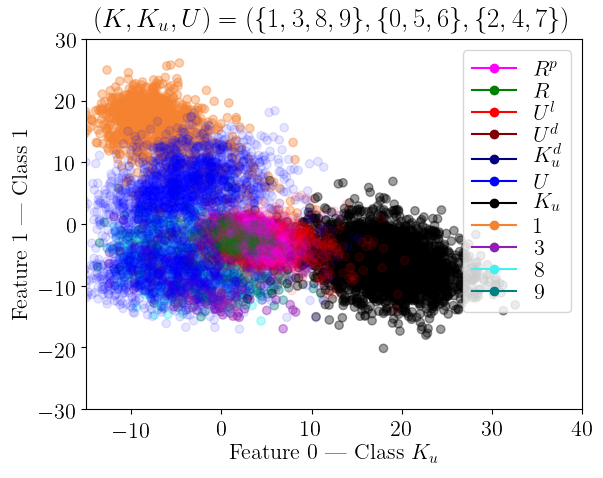 (K, K_u, U) = ({1, 3, 8, 9}, {0, 5, 6}, {2, 4, 7})
30
20
10
0
−10
−20
−30
Feature 1 — Class 1
R^p
R
U^l
U^d
K_u^d
U
K_u
1
3
8
9
−10
0
10
20
30
40
Feature 0 — Class K_u